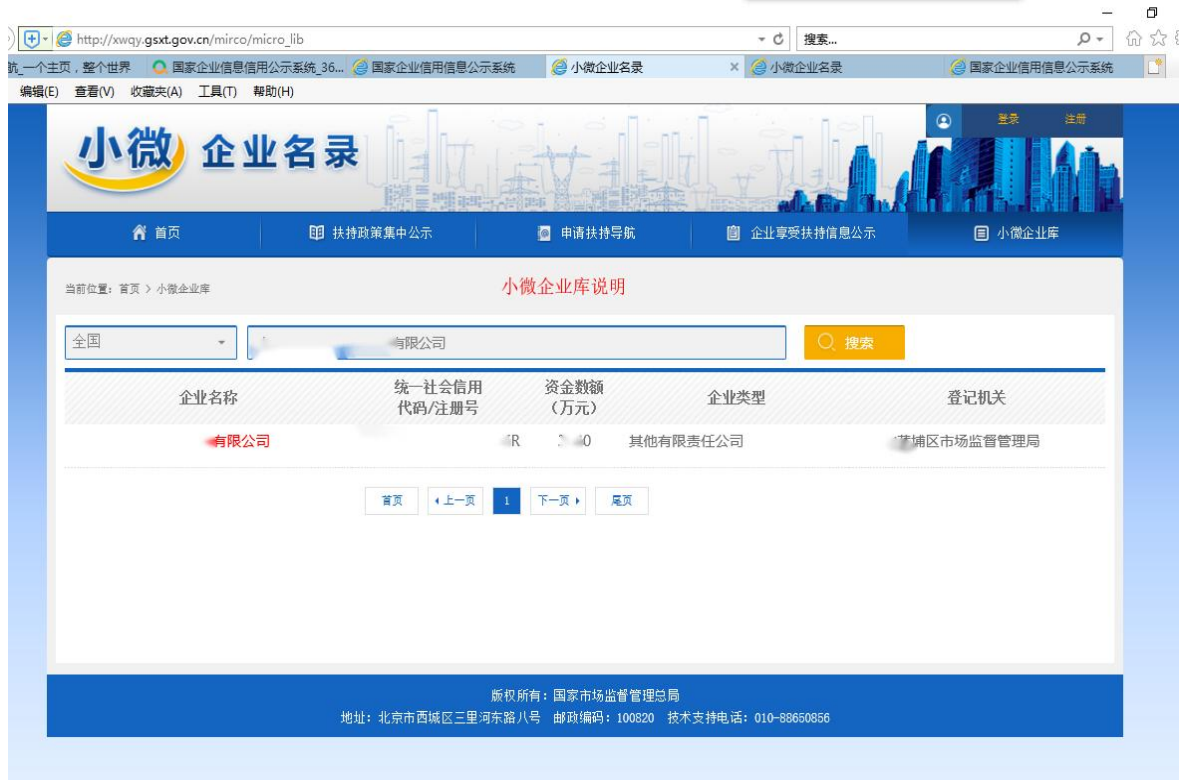 http://xwqy.gsxt.gov.cn/mirco/micro_lib
搜索...
航_一个主页，整个世界
国家企业信息信用公示系统_36...
国家企业信用信息公示系统
小微企业名录
小微企业名录
国家企业信用信息公示系统
编辑(E) 查看(V) 收藏夹(A) 工具(T) 帮助(H)
登录 注册
小微 企业名录
首页 扶持政策集中公示 申请扶持导航 企业享受扶持信息公示 小微企业库
当前位置：首页 > 小微企业库
小微企业库说明
全国 有限公司 搜索
企业名称 统一社会信用代码/注册号 资金数额（万元） 企业类型 登记机关
有限公司 R 0 其他有限责任公司 埔区市场监督管理局
首页 上一页 1 下一页 尾页
版权所有：国家市场监督管理总局
地址：北京市西城区三里河东路八号 邮政编码：100820 技术支持电话：010-88650856